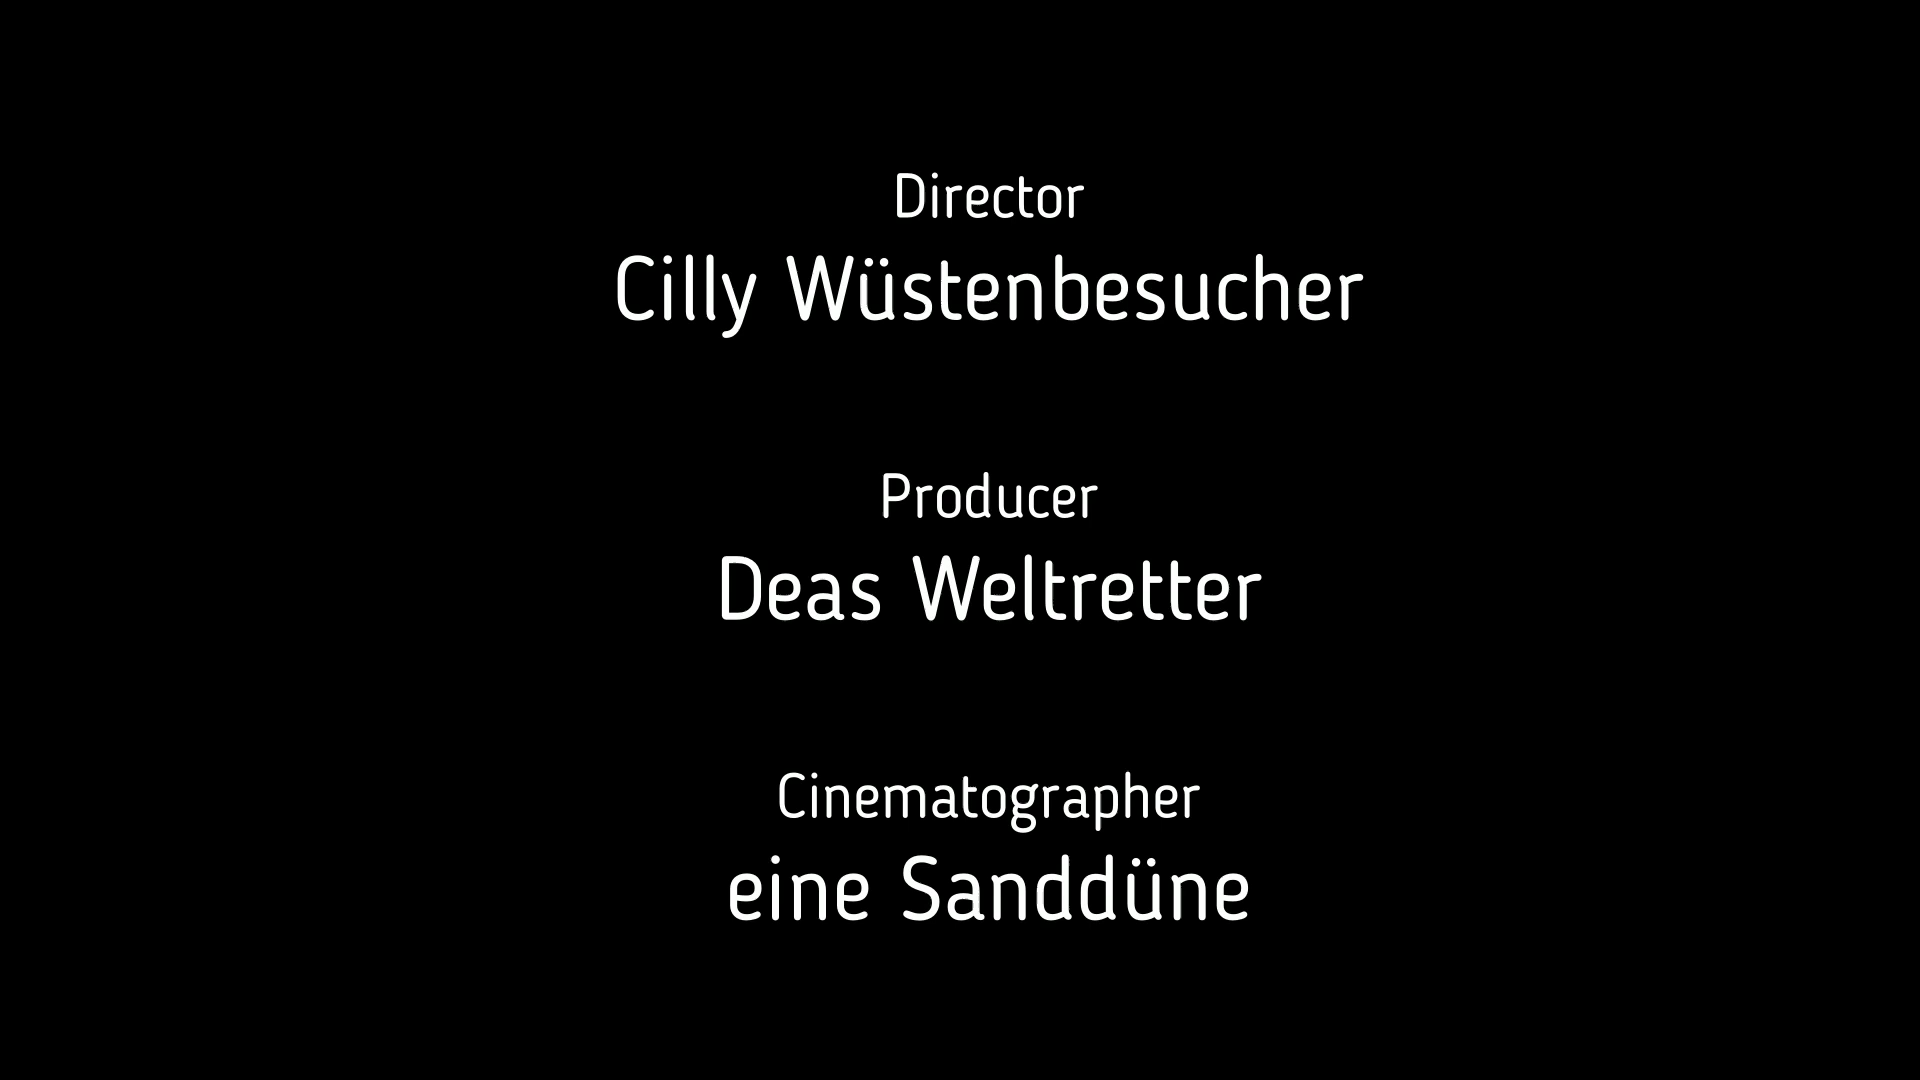 Director
Cilly Wüstenbesucher
Producer
Deas Weltretter
Cinematographer
eine Sanddüne